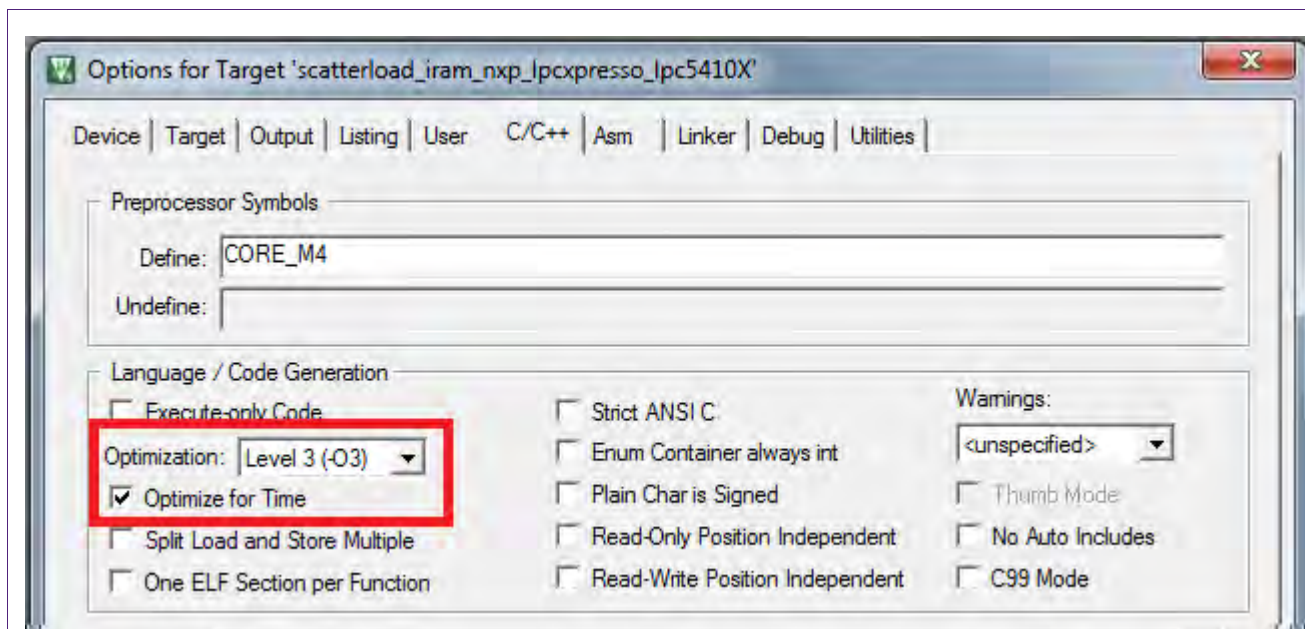 Options for Target 'scatterload_iram_nxp_lpcxpresso_lpc5410X'
Device | Target | Output | Listing | User C/C++ | Asm | Linker | Debug | Utilities |
Preprocessor Symbols
Define: CORE_M4
Undefine:
Language / Code Generation
Execute-only Code Strict ANSI C Warnings:
Optimization: Level 3 (-O3) Enum Container always int <unspecified>
Optimize for Time Plain Char is Signed Thumb Mode
Split Load and Store Multiple Read-Only Position Independent No Auto Includes
One ELF Section per Function Read-Write Position Independent C99 Mode